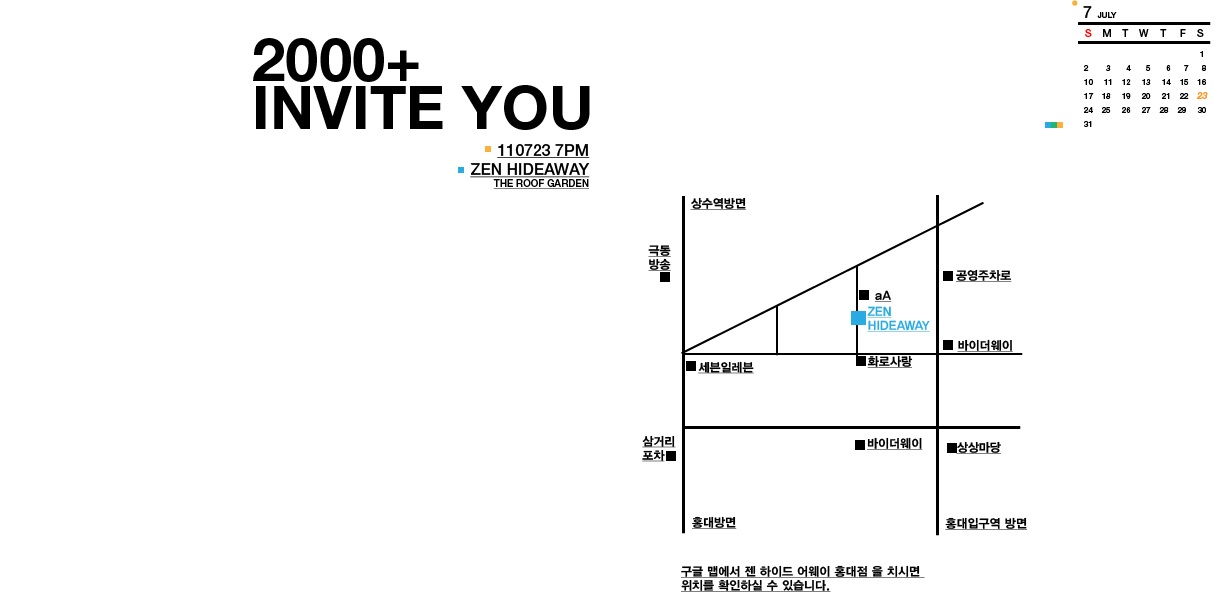 2000+
INVITE YOU
110723 7PM
ZEN HIDEAWAY
THE ROOF GARDEN
7 JULY
S M T W T F S
1
2 3 4 5 6 7 8
10 11 12 13 14 15 16
17 18 19 20 21 22 23
24 25 26 27 28 29 30
31
상수역방면
극동
방송
공영주차로
aA
ZEN
HIDEAWAY
바이더웨이
화로사랑
세븐일레븐
삼거리
포차
바이더웨이
상상마당
홍대방면
홍대입구역 방면
구글 맵에서 젠 하이드 어웨이 홍대점 을 치시면
위치를 확인하실 수 있습니다.